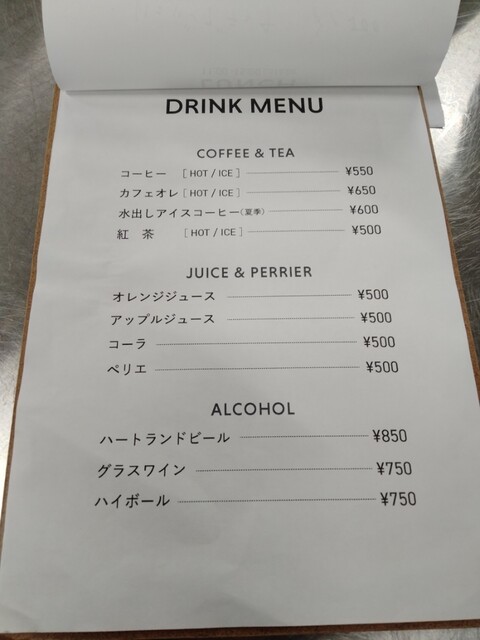 DRINK MENU
COFFEE & TEA
コーヒー [ HOT / ICE ] ¥550
カフェオレ [ HOT / ICE ] ¥650
水出しアイスコーヒー(夏季) ¥600
紅 茶 [ HOT / ICE ] ¥500
JUICE & PERRIER
オレンジジュース ¥500
アップルジュース ¥500
コーラ ¥500
ペリエ ¥500
ALCOHOL
ハートランドビール ¥850
グラスワイン ¥750
ハイボール ¥750